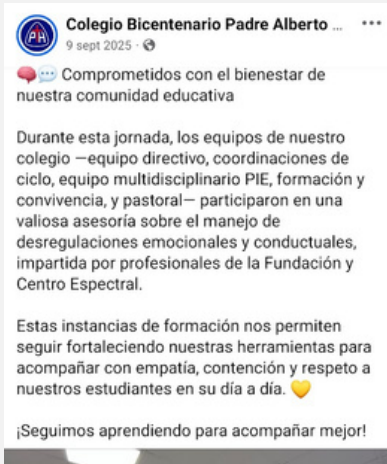 Colegio Bicentenario Padre Alberto ...
9 sept 2025 ·
🧠💬 Comprometidos con el bienestar de
nuestra comunidad educativa
Durante esta jornada, los equipos de nuestro
colegio —equipo directivo, coordinaciones de
ciclo, equipo multidisciplinario PIE, formación y
convivencia, y pastoral— participaron en una
valiosa asesoría sobre el manejo de
desregulaciones emocionales y conductuales,
impartida por profesionales de la Fundación y
Centro Espectral.
Estas instancias de formación nos permiten
seguir fortaleciendo nuestras herramientas para
acompañar con empatía, contención y respeto a
nuestros estudiantes en su día a día. 💛
¡Seguimos aprendiendo para acompañar mejor!